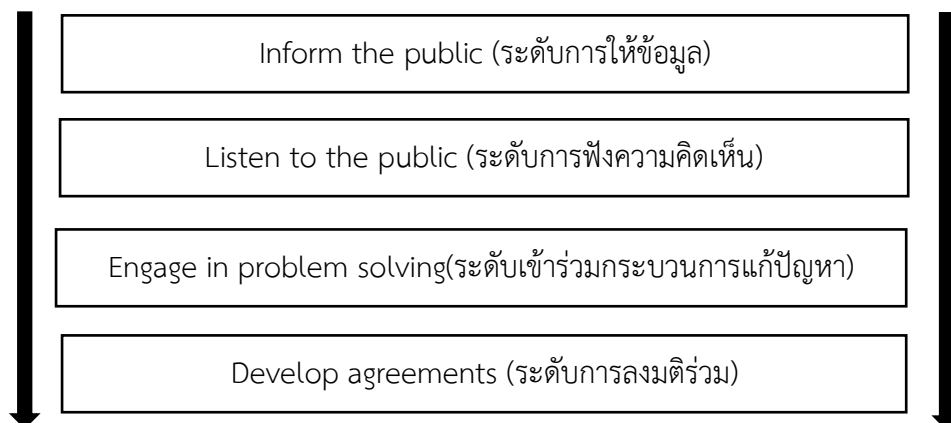 Inform the public (ระดับการให้ข้อมูล)
Listen to the public (ระดับการฟังความคิดเห็น)
Engage in problem solving(ระดับเข้าร่วมกระบวนการแก้ปัญหา)
Develop agreements (ระดับการลงมติร่วม)